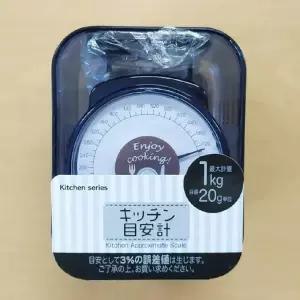 Enjoy
cooking!
最大計量
1kg
目盛20g単位
Kitchen series
キッチン
目安計
Kitchen Approximate Scale
目安として3%の誤差値は生じます。
ご了承の上、お買い求めください。